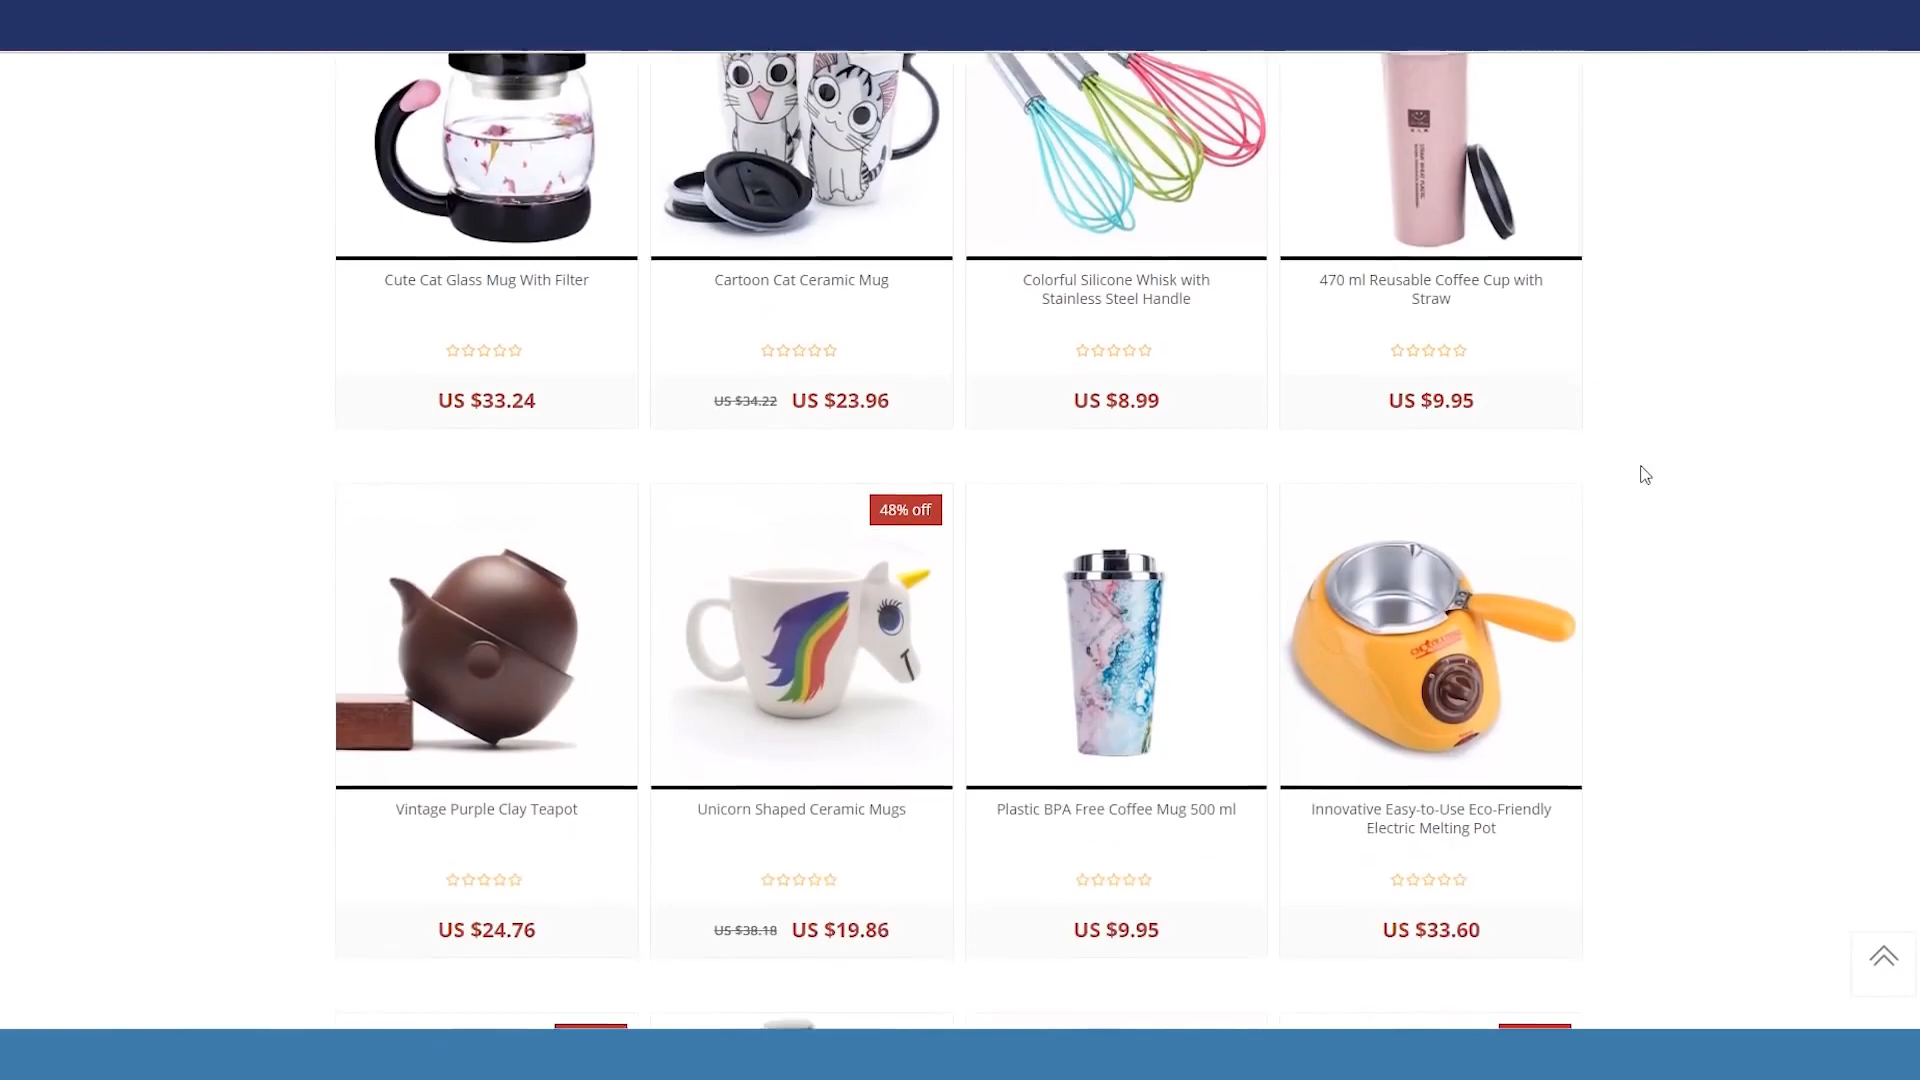 Cute Cat Glass Mug With Filter
Cartoon Cat Ceramic Mug
Colorful Silicone Whisk with
Stainless Steel Handle
470 ml Reusable Coffee Cup with
Straw
US $33.24
US $34.22 US $23.96
US $8.99
US $9.95
48% off
Vintage Purple Clay Teapot
Unicorn Shaped Ceramic Mugs
Plastic BPA Free Coffee Mug 500 ml
Innovative Easy-to-Use Eco-Friendly
Electric Melting Pot
US $24.76
US $38.18 US $19.86
US $9.95
US $33.60